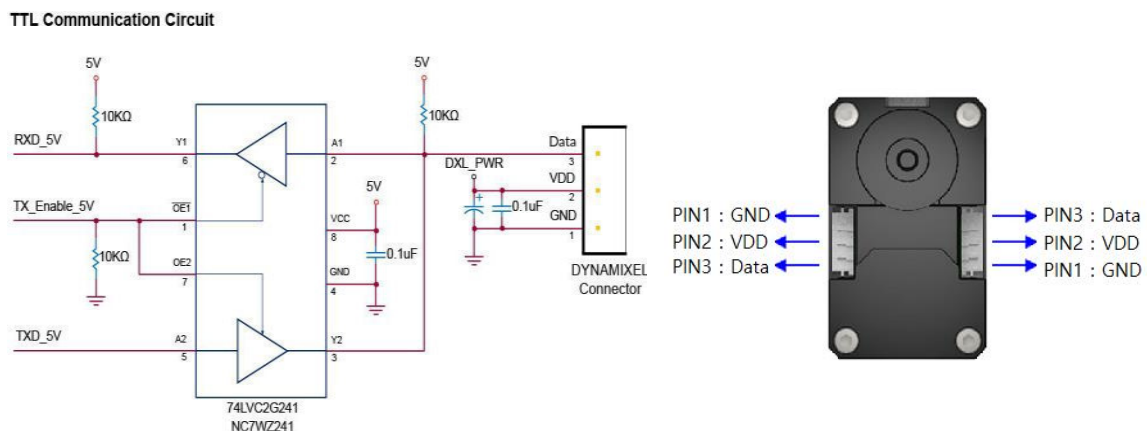 TTL Communication Circuit
5V
10KΩ
RXD_5V
Y1
6
A1
2
TX_Enable_5V
OE1
1
10KΩ
OE2
7
TXD_5V
A2
5
Y2
3
VCC
8
GND
4
5V
0.1uF
74LVC2G241
NC7WZ241
5V
10KΩ
DXL_PWR
0.1uF
Data
3
VDD
2
GND
1
DYNAMIXEL
Connector
PIN1 : GND
PIN2 : VDD
PIN3 : Data
PIN3 : Data
PIN2 : VDD
PIN1 : GND